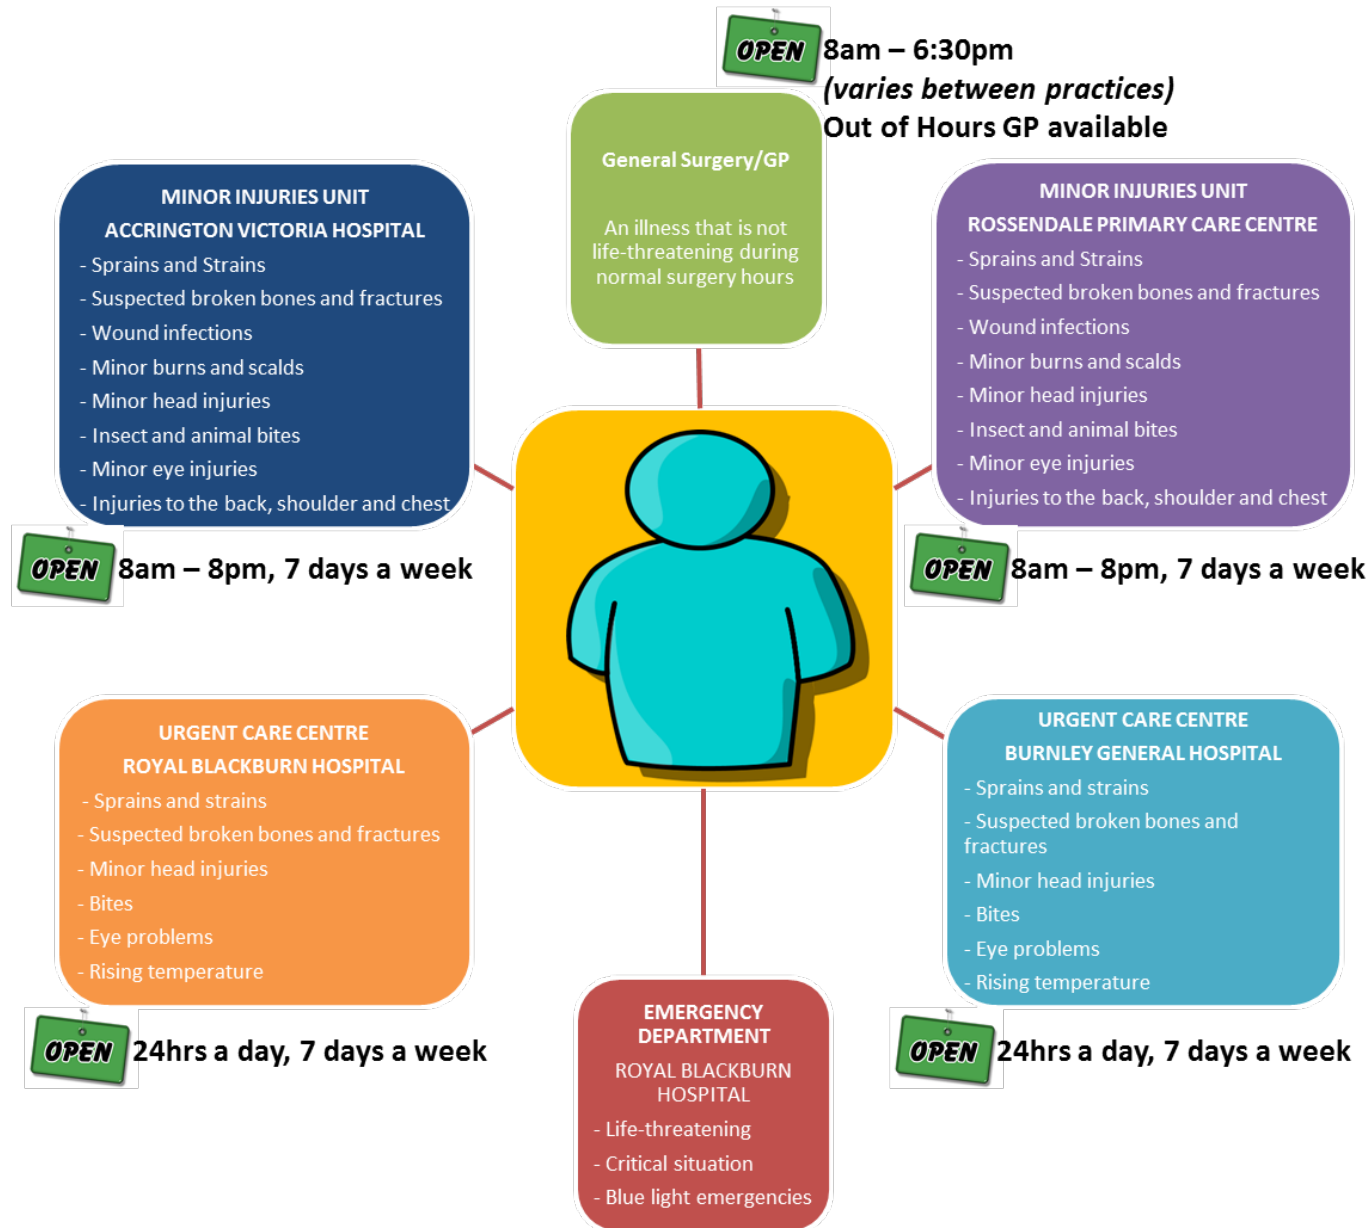 OPEN
8am – 6:30pm
(varies between practices)
Out of Hours GP available
General Surgery/GP
An illness that is not
life-threatening during
normal surgery hours
MINOR INJURIES UNIT
ACCRINGTON VICTORIA HOSPITAL
- Sprains and Strains
- Suspected broken bones and fractures
- Wound infections
- Minor burns and scalds
- Minor head injuries
- Insect and animal bites
- Minor eye injuries
- Injuries to the back, shoulder and chest
OPEN
8am – 8pm, 7 days a week
MINOR INJURIES UNIT
ROSSENDALE PRIMARY CARE CENTRE
- Sprains and Strains
- Suspected broken bones and fractures
- Wound infections
- Minor burns and scalds
- Minor head injuries
- Insect and animal bites
- Minor eye injuries
- Injuries to the back, shoulder and chest
OPEN
8am – 8pm, 7 days a week
URGENT CARE CENTRE
ROYAL BLACKBURN HOSPITAL
- Sprains and strains
- Suspected broken bones and fractures
- Minor head injuries
- Bites
- Eye problems
- Rising temperature
OPEN
24hrs a day, 7 days a week
URGENT CARE CENTRE
BURNLEY GENERAL HOSPITAL
- Sprains and strains
- Suspected broken bones and
fractures
- Minor head injuries
- Bites
- Eye problems
- Rising temperature
OPEN
24hrs a day, 7 days a week
EMERGENCY
DEPARTMENT
ROYAL BLACKBURN
HOSPITAL
- Life-threatening
- Critical situation
- Blue light emergencies